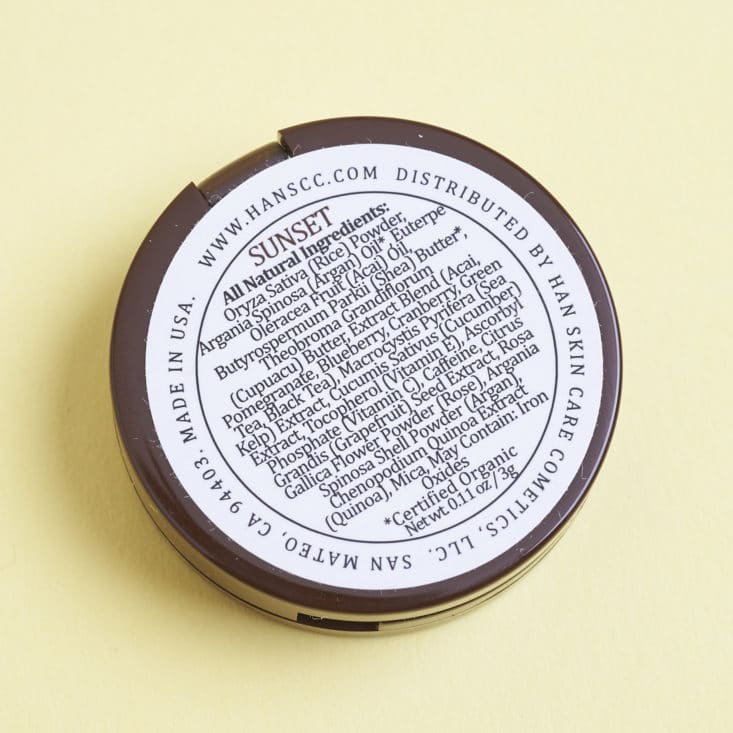 WWW.HANSCC.COM DISTRIBUTED BY HAN SKIN CARE COMETICS, LLC. SAN MATEO, CA 94403. MADE IN USA.
SUNSET
All Natural Ingredients:
Oryza Sativa (Rice) Powder,
Argania Spinosa (Argan) Oil* Euterpe
Oleracea Fruit (Acai) Oil,
Butyrospermum Parkii (Shea) Butter*,
Theobroma Grandiflorum
(Cupuacu) Butter, Extract Blend (Acai,
Pomegranate, Blueberry, Cranberry, Green
Tea, Black Tea), Macrocystis Pyrifera (Sea
Kelp) Extract, Cucumis Sativus (Cucumber)
Extract, Tocopherol (Vitamin E), Ascorbyl
Phosphate (Vitamin C), Caffeine, Citrus
Grandis (Grapefruit) Seed Extract, Rosa
Gallica Flower Powder (Rose), Argania
Spinosa Shell Powder (Argan),
Chenopodium Quinoa Extract
(Quinoa), Mica, May Contain: Iron
Oxides
*Certified Organic
Net wt. 0.11 oz / 3g